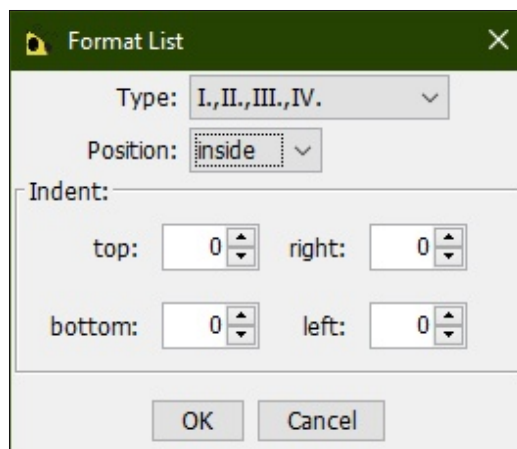 Format List
Type: I.,II.,III.,IV.
Position: inside
Indent:
top: 0 right: 0
bottom: 0 left: 0
OK Cancel